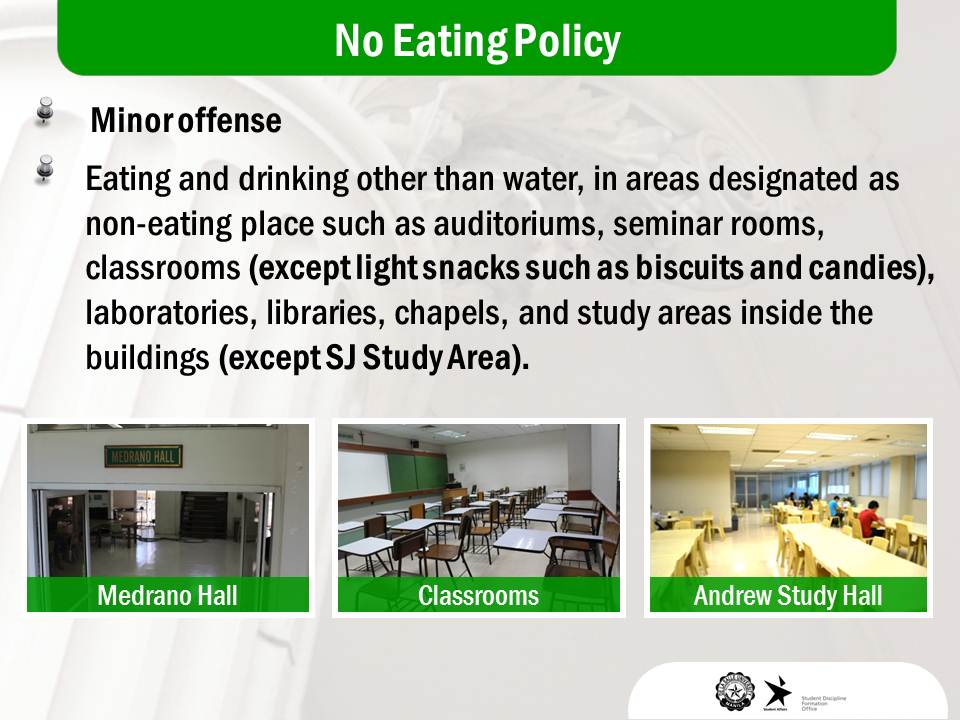 No Eating Policy
Minor offense
Eating and drinking other than water, in areas designated as
non-eating place such as auditoriums, seminar rooms,
classrooms (except light snacks such as biscuits and candies),
laboratories, libraries, chapels, and study areas inside the
buildings (except SJ Study Area).
MEDRANO HALL
Medrano Hall
Classrooms
Andrew Study Hall
Student Affairs
Student Discipline
Formation
Office